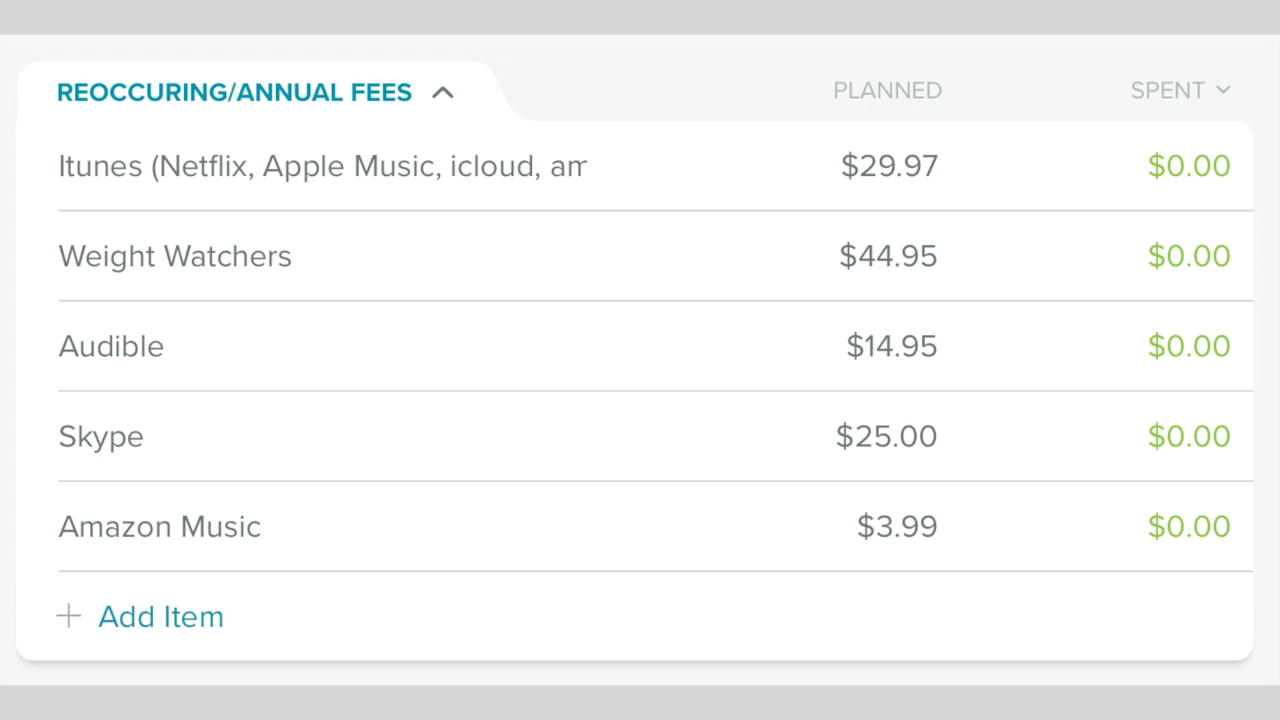 REOCCURING/ANNUAL FEES PLANNED SPENT
Itunes (Netflix, Apple Music, icloud, $29.97 $0.00
Weight Watchers $44.95 $0.00
Audible $14.95 $0.00
Skype $25.00 $0.00
Amazon Music $3.99 $0.00
+ Add Item